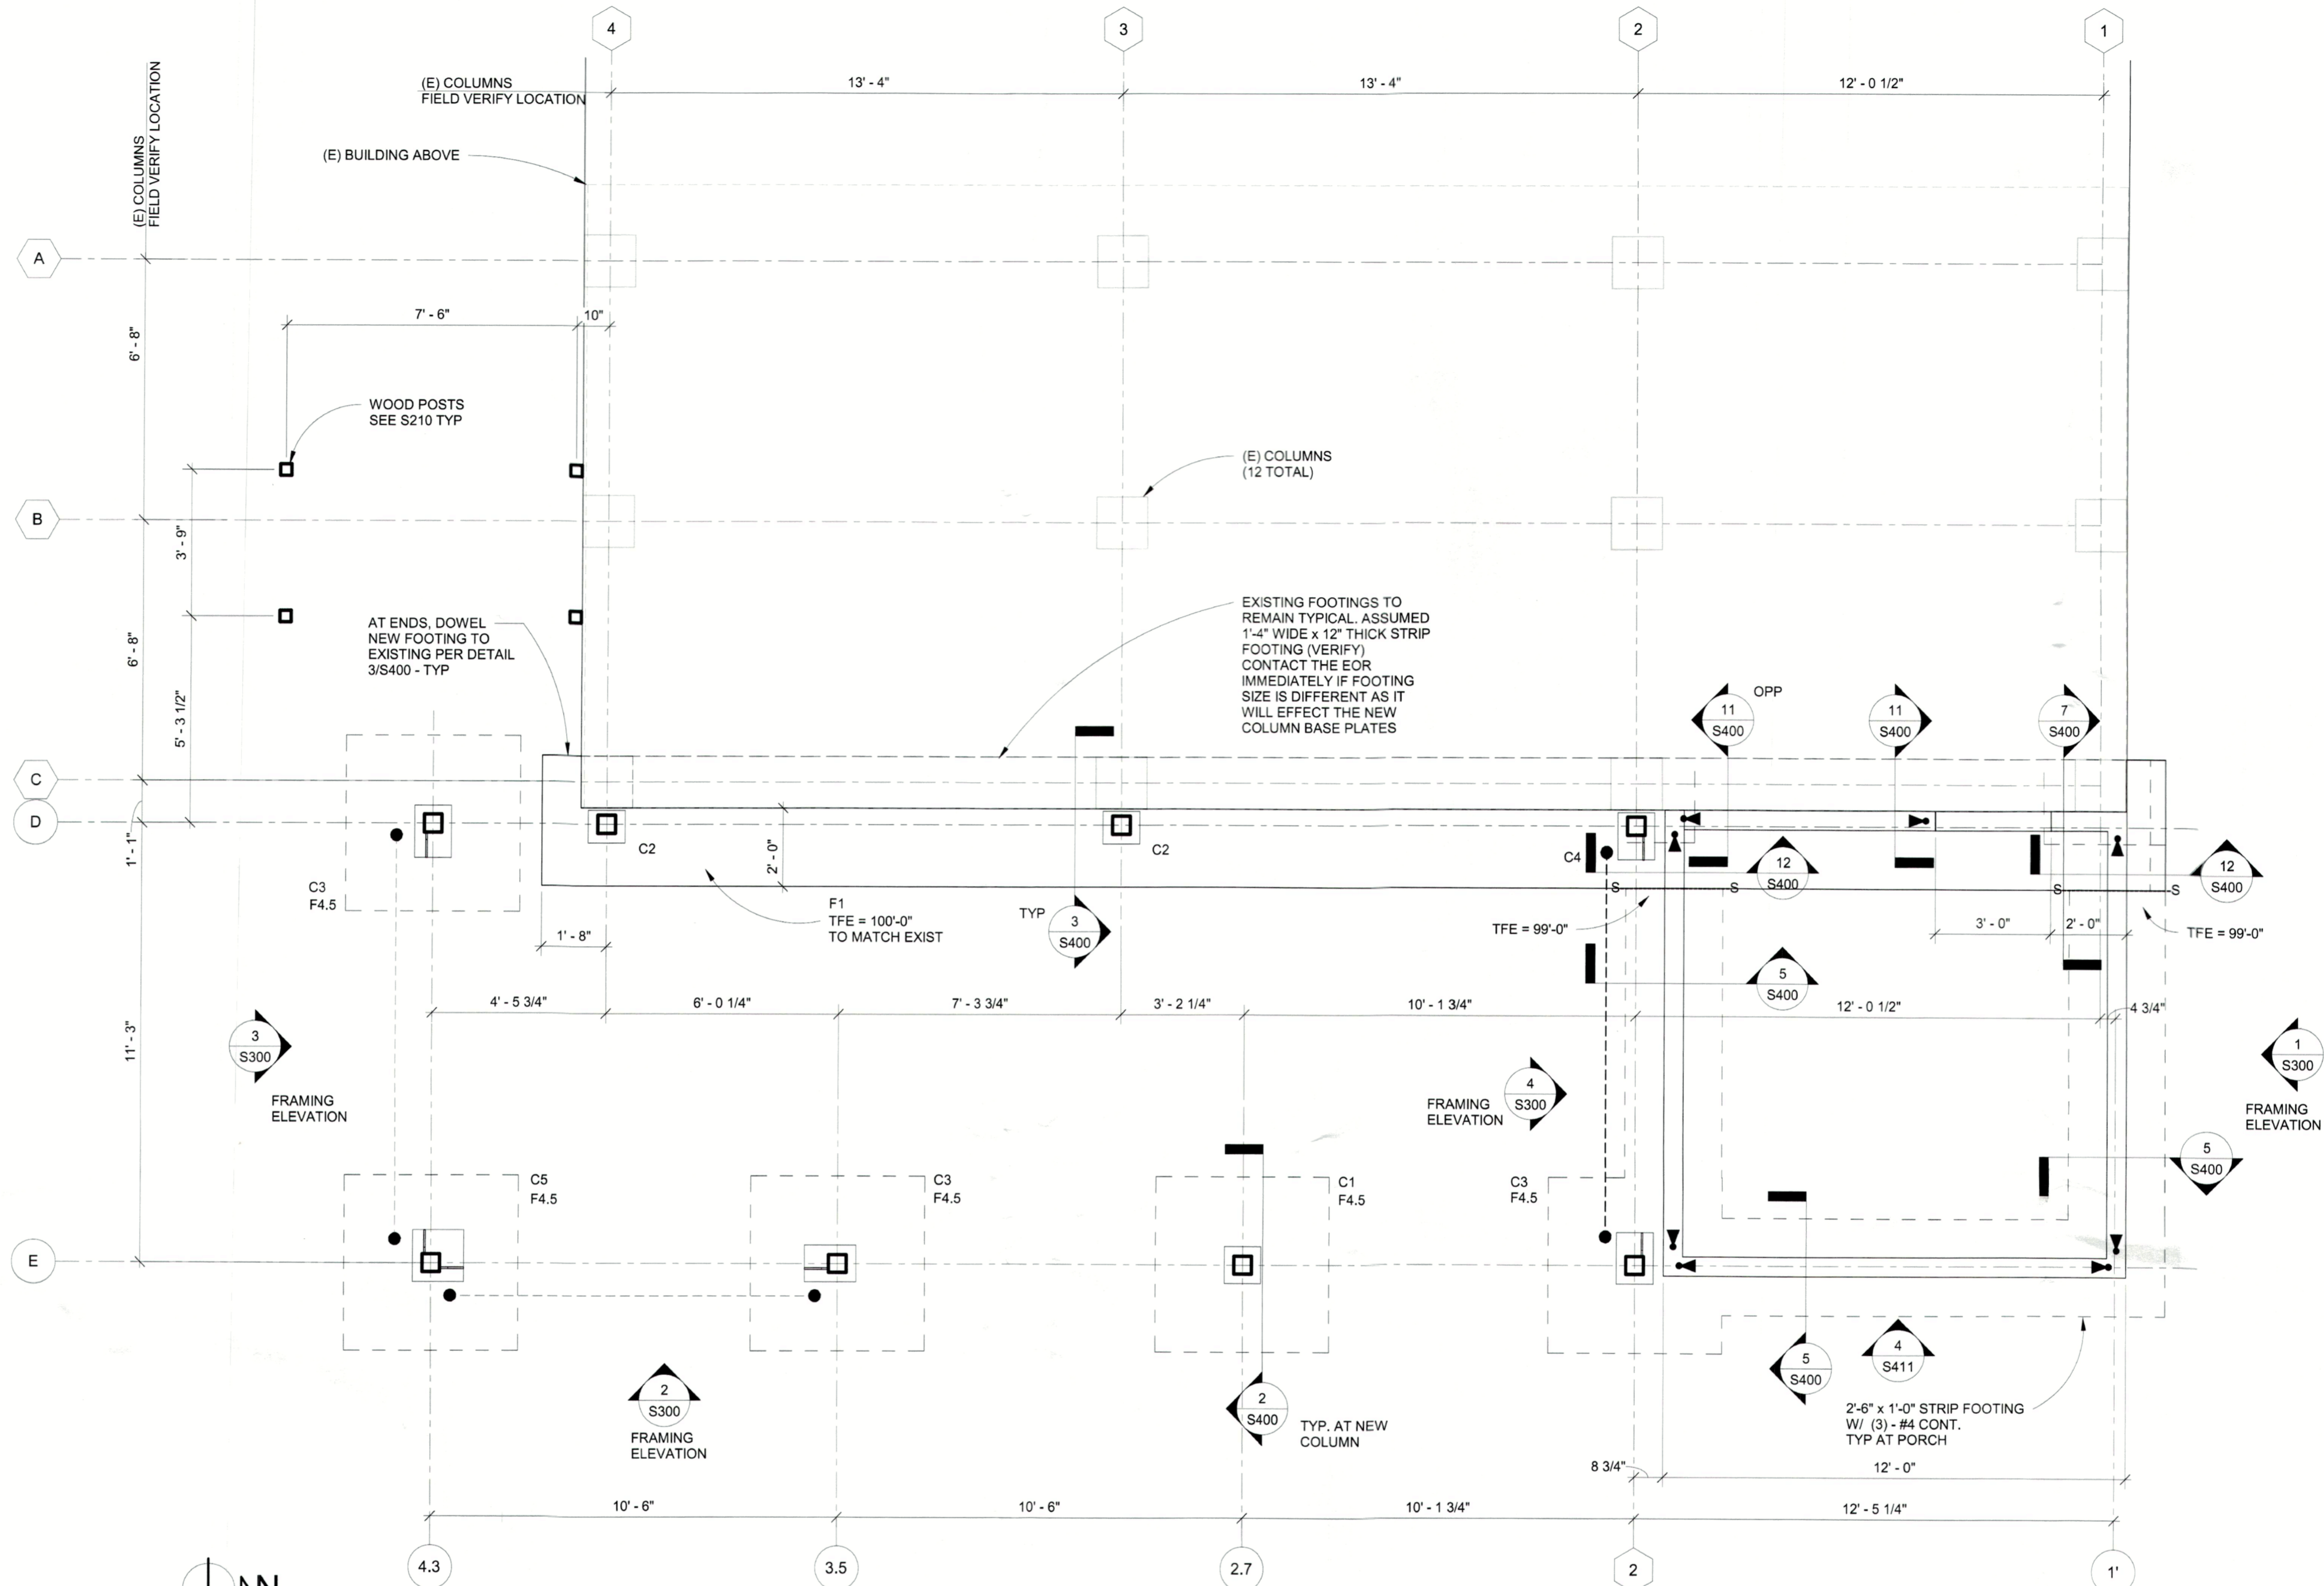 4
3
2
1
(E) COLUMNS
FIELD VERIFY LOCATION
13' - 4"
13' - 4"
12' - 0 1/2"
(E) COLUMNS
FIELD VERIFY LOCATION
(E) BUILDING ABOVE
A
7' - 6"
10"
6' - 8"
WOOD POSTS
SEE S210 TYP
(E) COLUMNS
(12 TOTAL)
B
3' - 9"
6' - 8"
5' - 3 1/2"
AT ENDS, DOWEL
NEW FOOTING TO
EXISTING PER DETAIL
3/S400 - TYP
EXISTING FOOTINGS TO
REMAIN TYPICAL. ASSUMED
1'-4" WIDE x 12" THICK STRIP
FOOTING (VERIFY)
CONTACT THE EOR
IMMEDIATELY IF FOOTING
SIZE IS DIFFERENT AS IT
WILL EFFECT THE NEW
COLUMN BASE PLATES
11
S400
OPP
11
S400
7
S400
C
D
1' - 1"
C2
2' - 0"
C2
C4
12
S400
12
S400
C3
F4.5
S
S
S
S
F1
TFE = 100'-0"
TO MATCH EXIST
TYP
3
S400
1' - 8"
TFE = 99'-0"
3' - 0"
2' - 0"
TFE = 99'-0"
5
S400
4' - 5 3/4"
6' - 0 1/4"
7' - 3 3/4"
3' - 2 1/4"
10' - 1 3/4"
12' - 0 1/2"
4 3/4"
11' - 3"
3
S300
FRAMING
ELEVATION
4
S300
FRAMING
ELEVATION
1
S300
FRAMING
ELEVATION
5
S400
C5
F4.5
C3
F4.5
C1
F4.5
C3
F4.5
E
2
S300
FRAMING
ELEVATION
2
S400
TYP. AT NEW
COLUMN
5
S400
4
S411
2'-6" x 1'-0" STRIP FOOTING
W/ (3) - #4 CONT.
TYP AT PORCH
8 3/4"
12' - 0"
10' - 6"
10' - 6"
10' - 1 3/4"
12' - 5 1/4"
4.3
3.5
2.7
2
1'